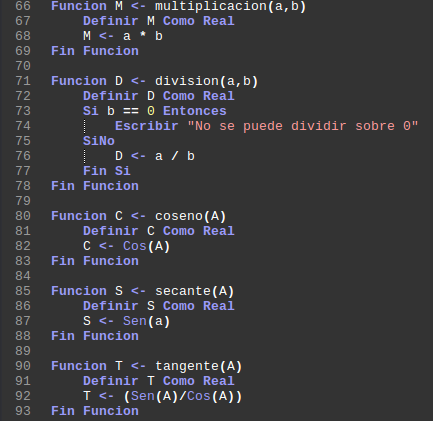 66 Funcion M <- multiplicacion(a,b)
67 Definir M Como Real
68 M <- a * b
69 Fin Funcion
70
71 Funcion D <- division(a,b)
72 Definir D Como Real
73 Si b == 0 Entonces
74 Escribir "No se puede dividir sobre 0"
75 SiNo
76 D <- a / b
77 Fin Si
78 Fin Funcion
79
80 Funcion C <- coseno(A)
81 Definir C Como Real
82 C <- Cos(A)
83 Fin Funcion
84
85 Funcion S <- secante(A)
86 Definir S Como Real
87 S <- Sen(a)
88 Fin Funcion
89
90 Funcion T <- tangente(A)
91 Definir T Como Real
92 T <- (Sen(A)/Cos(A))
93 Fin Funcion